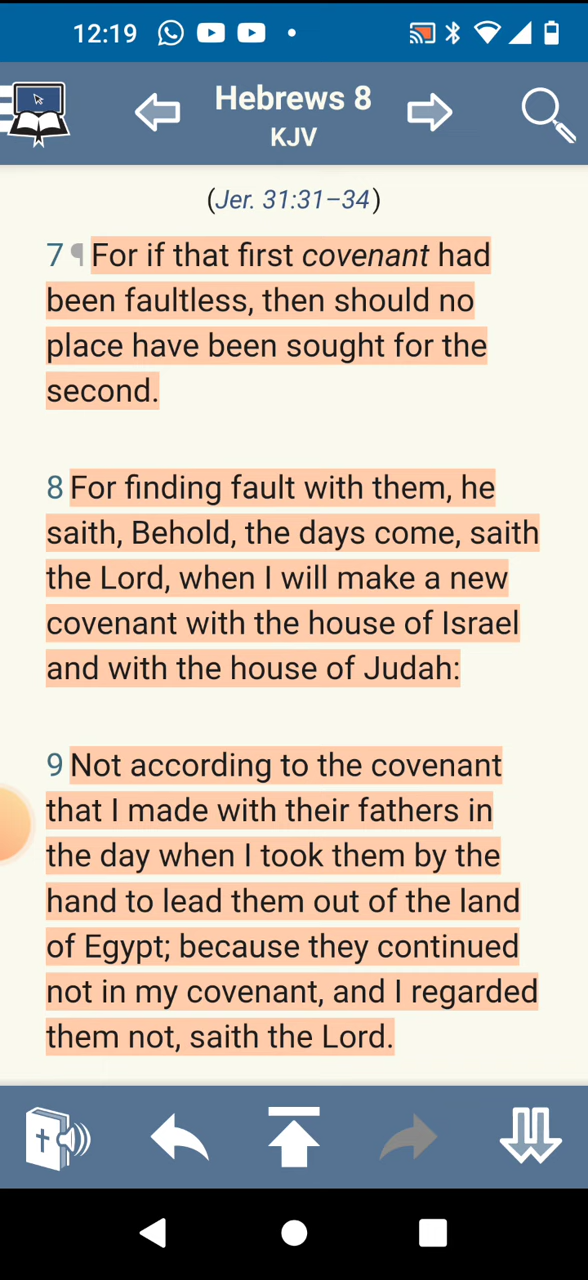 12:19
Hebrews 8
KJV
(Jer. 31:31–34)
7 ¶ For if that first covenant had
been faultless, then should no
place have been sought for the
second.
8 For finding fault with them, he
saith, Behold, the days come, saith
the Lord, when I will make a new
covenant with the house of Israel
and with the house of Judah:
9 Not according to the covenant
that I made with their fathers in
the day when I took them by the
hand to lead them out of the land
of Egypt; because they continued
not in my covenant, and I regarded
them not, saith the Lord.